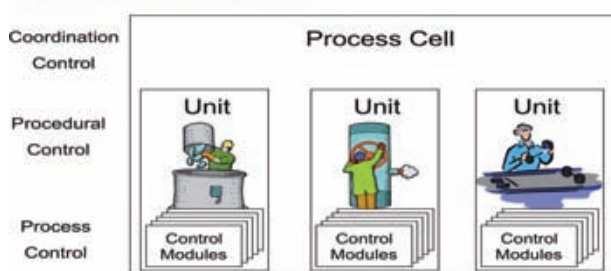 Coordination
Control
Process Cell
Procedural
Control
Unit
Unit
Unit
Process
Control
Control
Modules
Control
Modules
Control
Modules